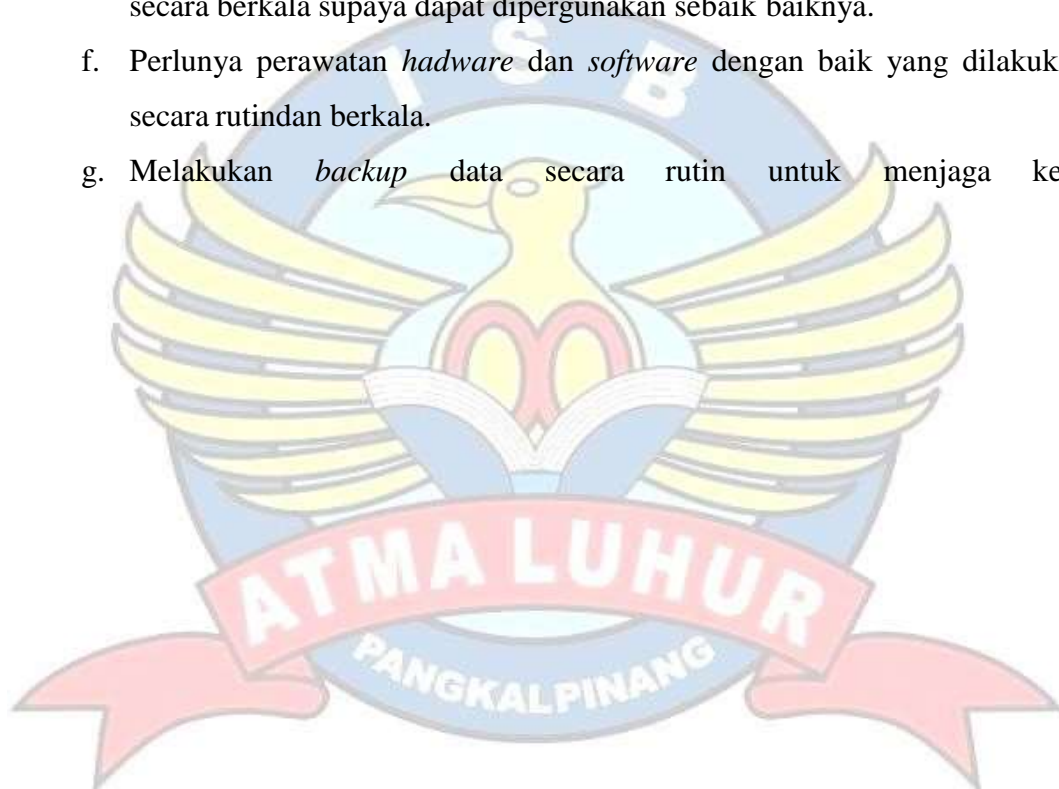 secara berkala supaya dapat dipergunakan sebaik baiknya.
f. Perlunya perawatan hadware dan software dengan baik yang dilakuk
secara rutindan berkala.
g. Melakukan backup data secara rutin untuk menjaga ke
I S B
ATMA LUHUR
PANGKALPINANG